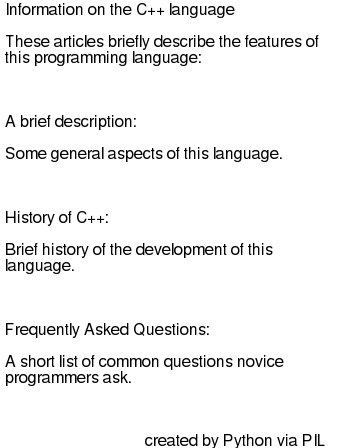 Information on the C++ language
These articles briefly describe the features of
this programming language:
A brief description:
Some general aspects of this language.
History of C++:
Brief history of the development of this
language.
Frequently Asked Questions:
A short list of common questions novice
programmers ask.
created by Python via PIL